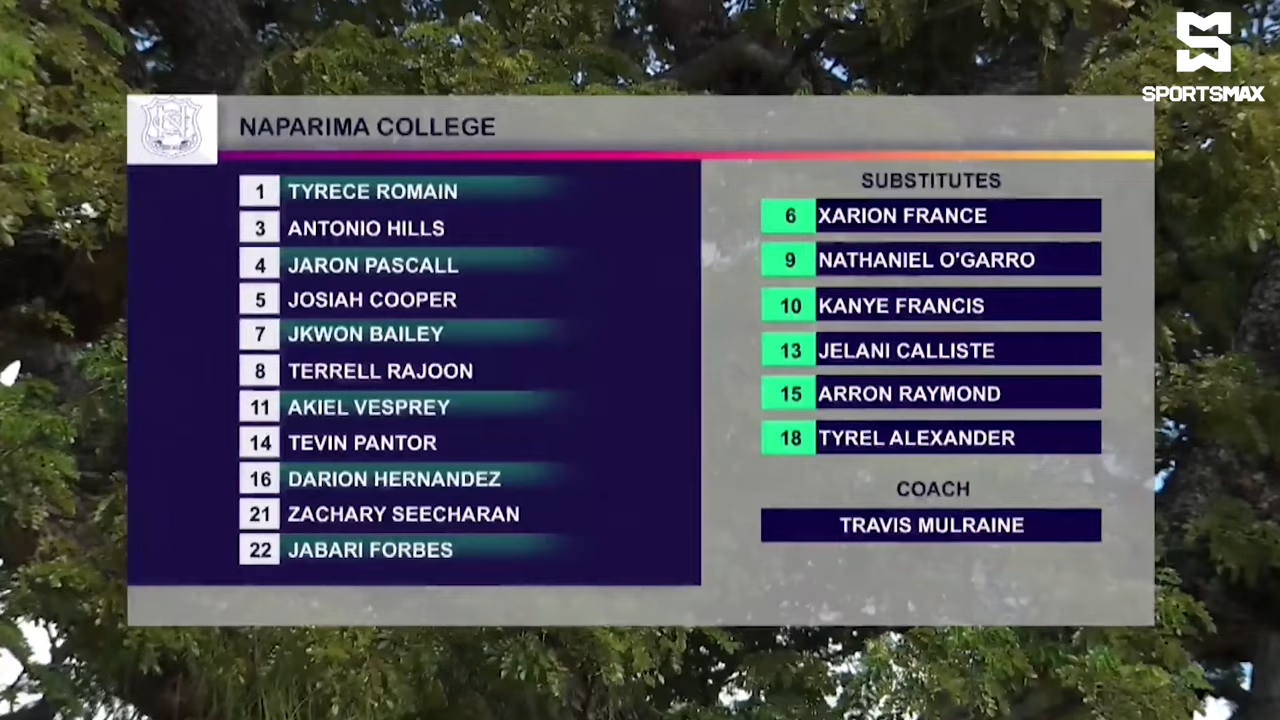 SPORTSMAX
NAPARIMA COLLEGE
1 TYRECE ROMAIN
3 ANTONIO HILLS
4 JARON PASCALL
5 JOSIAH COOPER
7 JKWON BAILEY
8 TERRELL RAJOON
11 AKIEL VESPREY
14 TEVIN PANTOR
16 DARION HERNANDEZ
21 ZACHARY SEECHARAN
22 JABARI FORBES
SUBSTITUTES
6 XARION FRANCE
9 NATHANIEL O'GARRO
10 KANYE FRANCIS
13 JELANI CALLISTE
15 ARRON RAYMOND
18 TYREL ALEXANDER
COACH
TRAVIS MULRAINE